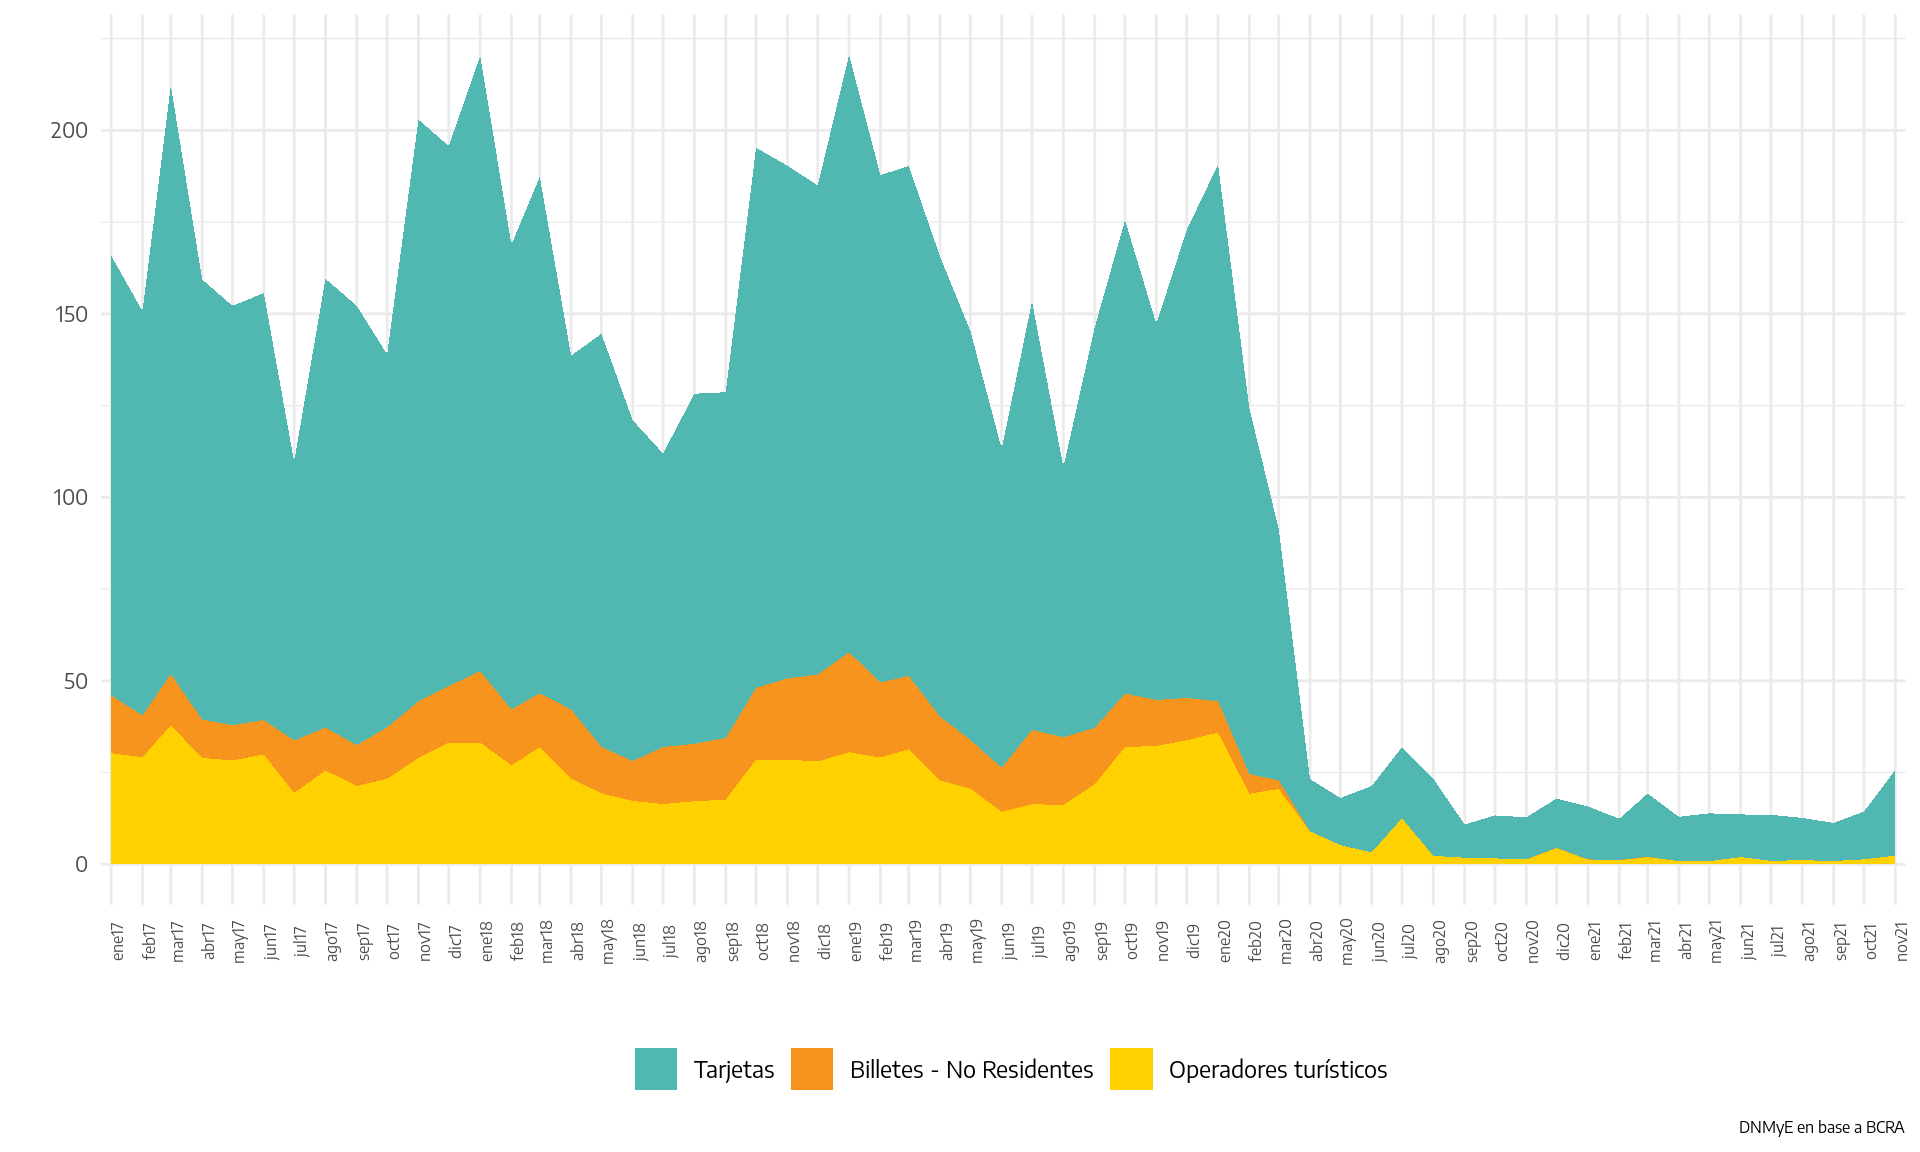 200
150
100
50
0
ene17 feb17 mar17 abr17 may17 jun17 jul17 ago17 sep17 oct17 nov17 dic17 ene18 feb18 mar18 abr18 may18 jun18 jul18 ago18 sep18 oct18 nov18 dic18 ene19 feb19 mar19 abr19 may19 jun19 jul19 ago19 sep19 oct19 nov19 dic19 ene20 feb20 mar20 abr20 may20 jun20 jul20 ago20 sep20 oct20 nov20 dic20 ene21 feb21 mar21 abr21 may21 jun21 jul21 ago21 sep21 oct21 nov21
Tarjetas Billetes - No Residentes Operadores turísticos
DNMyE en base a BCRA